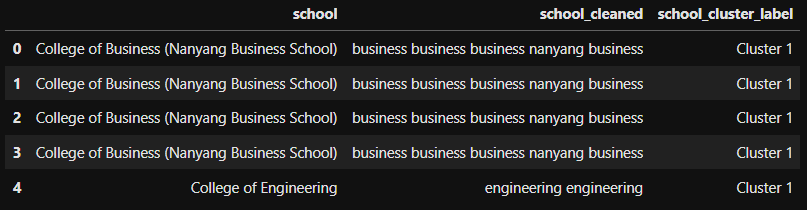 school school_cleaned school_cluster_label
0 College of Business (Nanyang Business School) business business business nanyang business Cluster 1
1 College of Business (Nanyang Business School) business business business nanyang business Cluster 1
2 College of Business (Nanyang Business School) business business business nanyang business Cluster 1
3 College of Business (Nanyang Business School) business business business nanyang business Cluster 1
4 College of Engineering engineering engineering Cluster 1